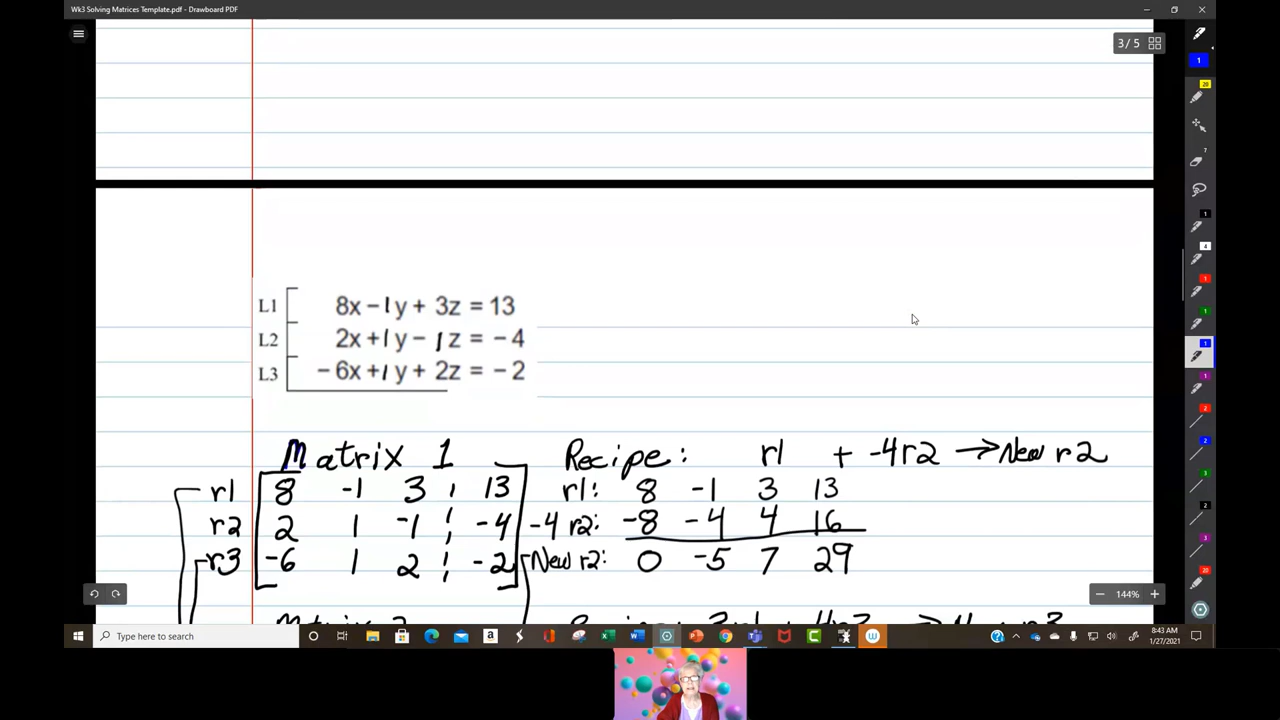 Wk3 Solving Matrices Template.pdf - Drawboard PDF
3 / 5
L1 8x - 1y + 3z = 13
L2 2x + 1y - 1z = - 4
L3 - 6x + 1y + 2z = - 2
Matrix 1 Recipe: r1 + -4r2 → New r2
r1 8 -1 3 13 r1: 8 -1 3 13
r2 2 1 -1 -4 -4 r2: -8 -4 4 16
r3 -6 1 2 -2 New r2: 0 -5 7 29
144%
Type here to search
8:43 AM
1/27/2021